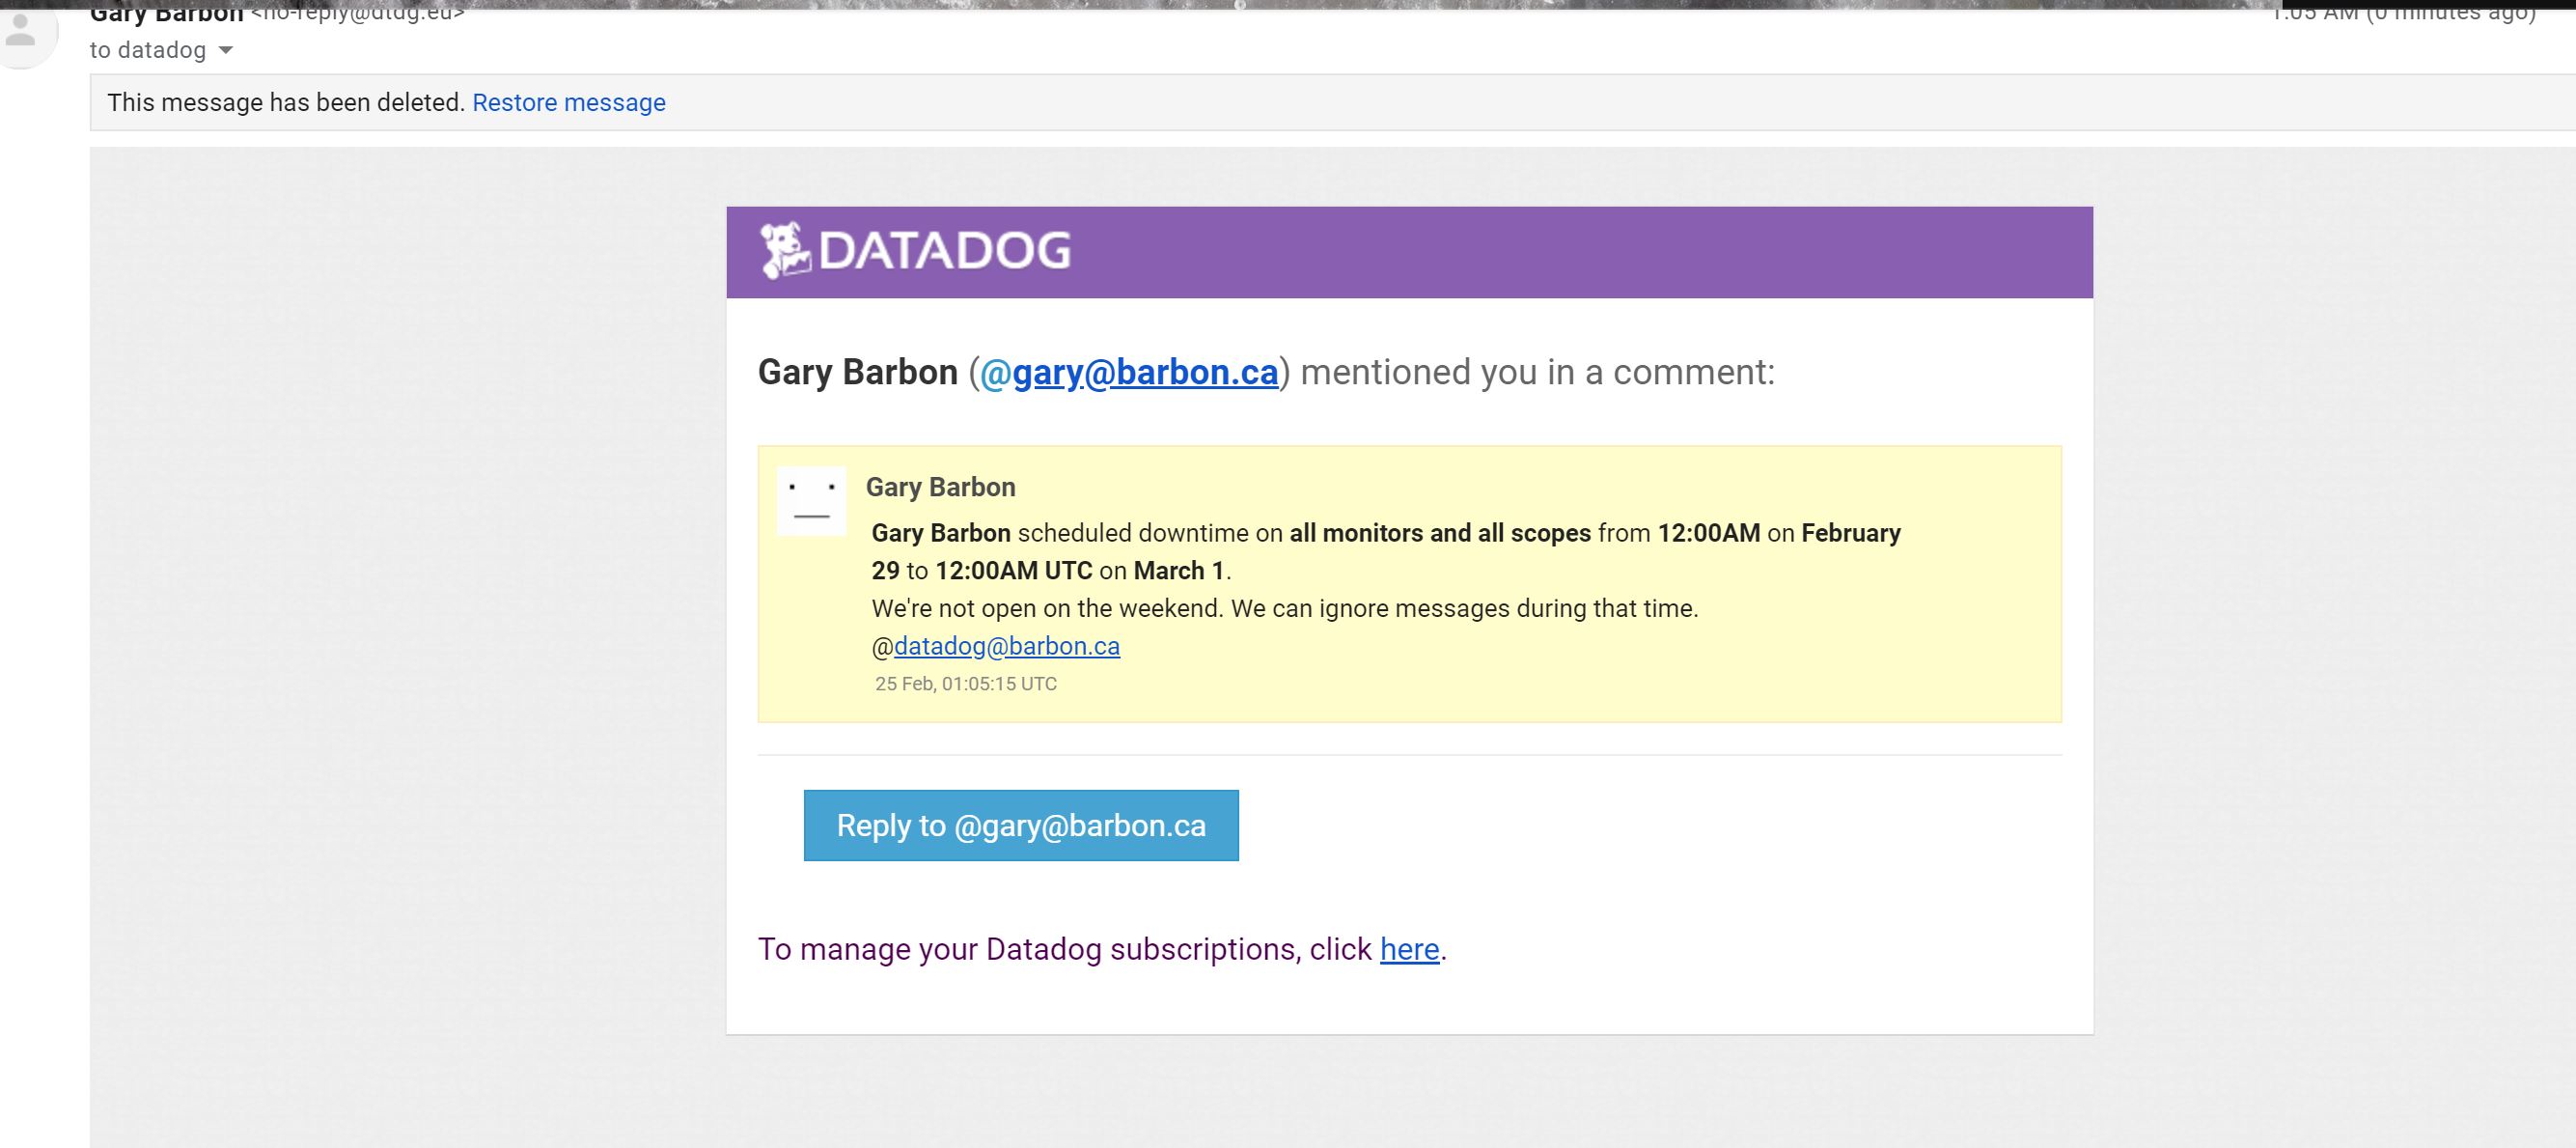 Gary Barbon <no-reply@dtdg.eu>
1:05 AM (0 minutes ago)
to datadog
This message has been deleted. Restore message
DATADOG
Gary Barbon (@gary@barbon.ca) mentioned you in a comment:
Gary Barbon
Gary Barbon scheduled downtime on all monitors and all scopes from 12:00AM on February
29 to 12:00AM UTC on March 1.
We're not open on the weekend. We can ignore messages during that time.
@datadog@barbon.ca
25 Feb, 01:05:15 UTC
Reply to @gary@barbon.ca
To manage your Datadog subscriptions, click here.